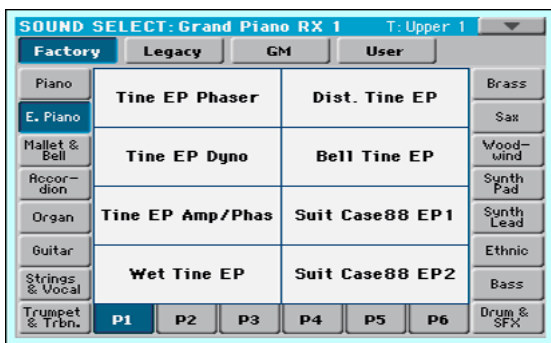 SOUND SELECT:Grand Piano RX 1 T:Upper 1
Factory Legacy GM User
Piano
E. Piano
Mallet &
Bell
Accor-
dion
Organ
Guitar
Strings
& Vocal
Trumpet
& Trbn.
Tine EP Phaser Dist. Tine EP
Tine EP Dyno Bell Tine EP
Tine EP Amp/Phas Suit Case88 EP1
Wet Tine EP Suit Case88 EP2
P1 P2 P3 P4 P5 P6
Brass
Sax
Wood-
wind
Synth
Pad
Synth
Lead
Ethnic
Bass
Drum &
SFX